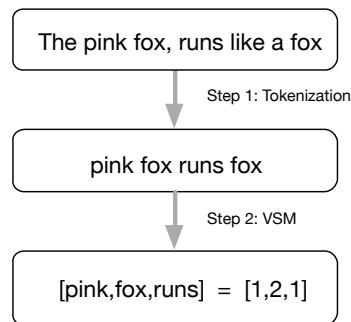 The pink fox, runs like a fox
Step 1: Tokenization
pink fox runs fox
Step 2: VSM
[pink,fox,runs] = [1,2,1]